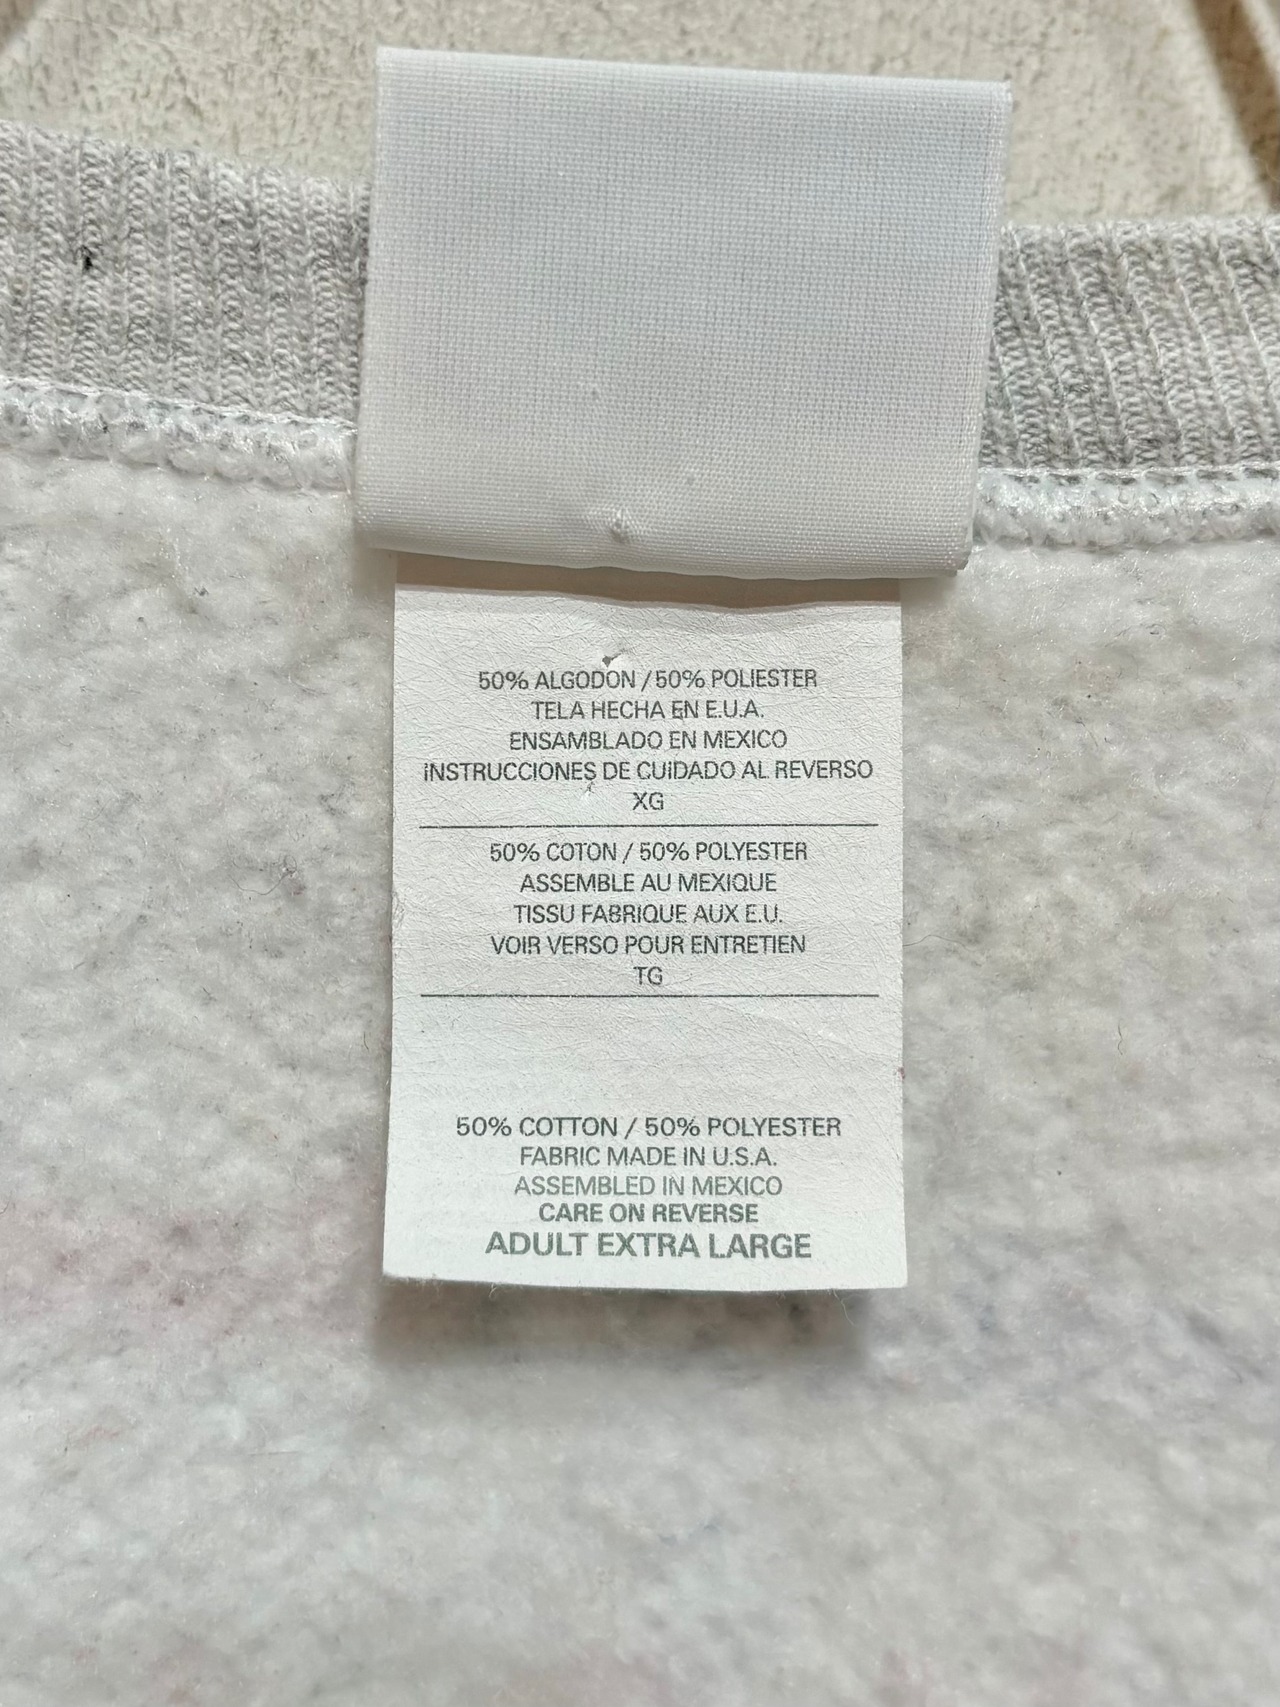 50% ALGODON / 50% POLIESTER
TELA HECHA EN E.U.A.
ENSAMBLADO EN MEXICO
INSTRUCCIONES DE CUIDADO AL REVERSO
XG
50% COTON / 50% POLYESTER
ASSEMBLE AU MEXIQUE
TISSU FABRIQUE AUX E.U.
VOIR VERSO POUR ENTRETIEN
TG
50% COTTON / 50% POLYESTER
FABRIC MADE IN U.S.A.
ASSEMBLED IN MEXICO
CARE ON REVERSE
ADULT EXTRA LARGE